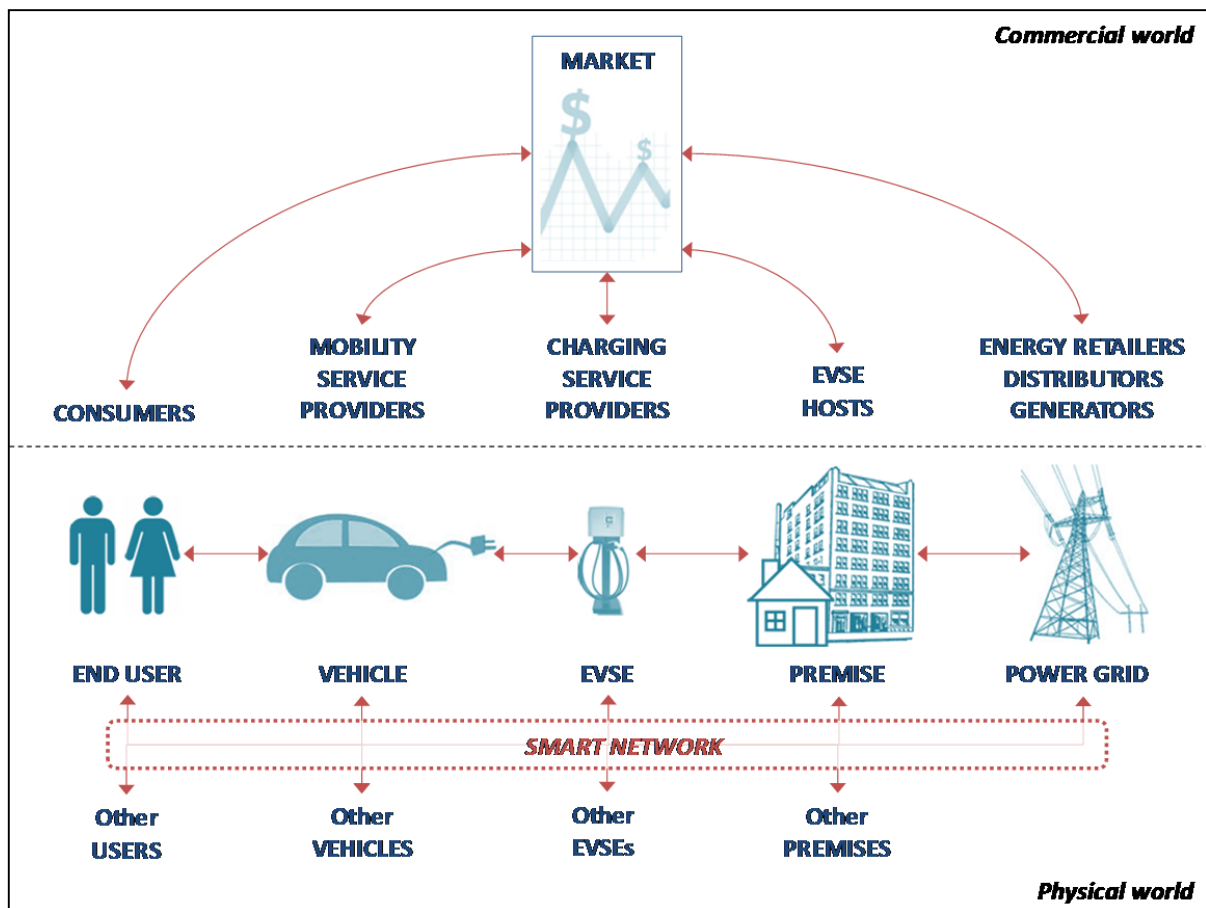 Commercial world
MARKET
$
$
MOBILITY
SERVICE
PROVIDERS
CHARGING
SERVICE
PROVIDERS
ENERGY RETAILERS
DISTRIBUTORS
GENERATORS
EVSE
HOSTS
CONSUMERS
END USER
VEHICLE
EVSE
PREMISE
POWER GRID
SMART NETWORK
Other
USERS
Other
VEHICLES
Other
EVSEs
Other
PREMISES
Physical world